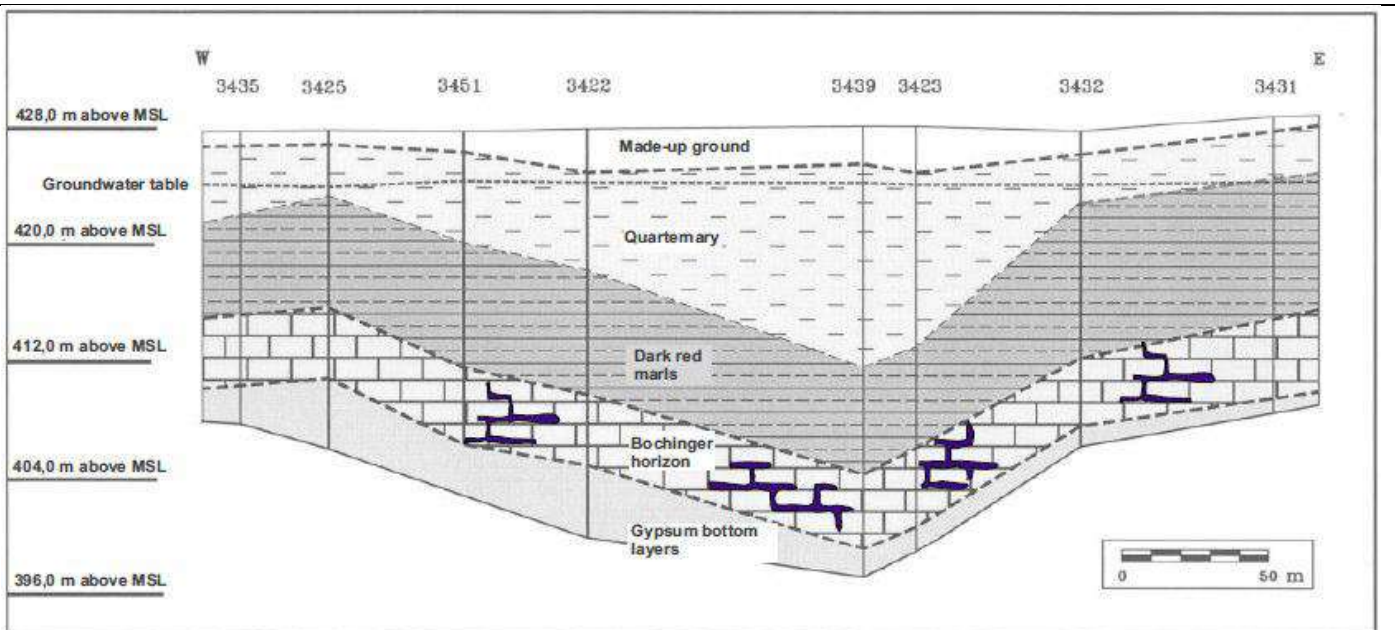 W E
3435 3425 3451 3422 3439 3423 3432 3431
428,0 m above MSL
Made-up ground
Groundwater table
420,0 m above MSL
Quarternary
412,0 m above MSL
Dark red
marls
Bochinger
horizon
404,0 m above MSL
Gypsum bottom
layers
396,0 m above MSL
0 50 m